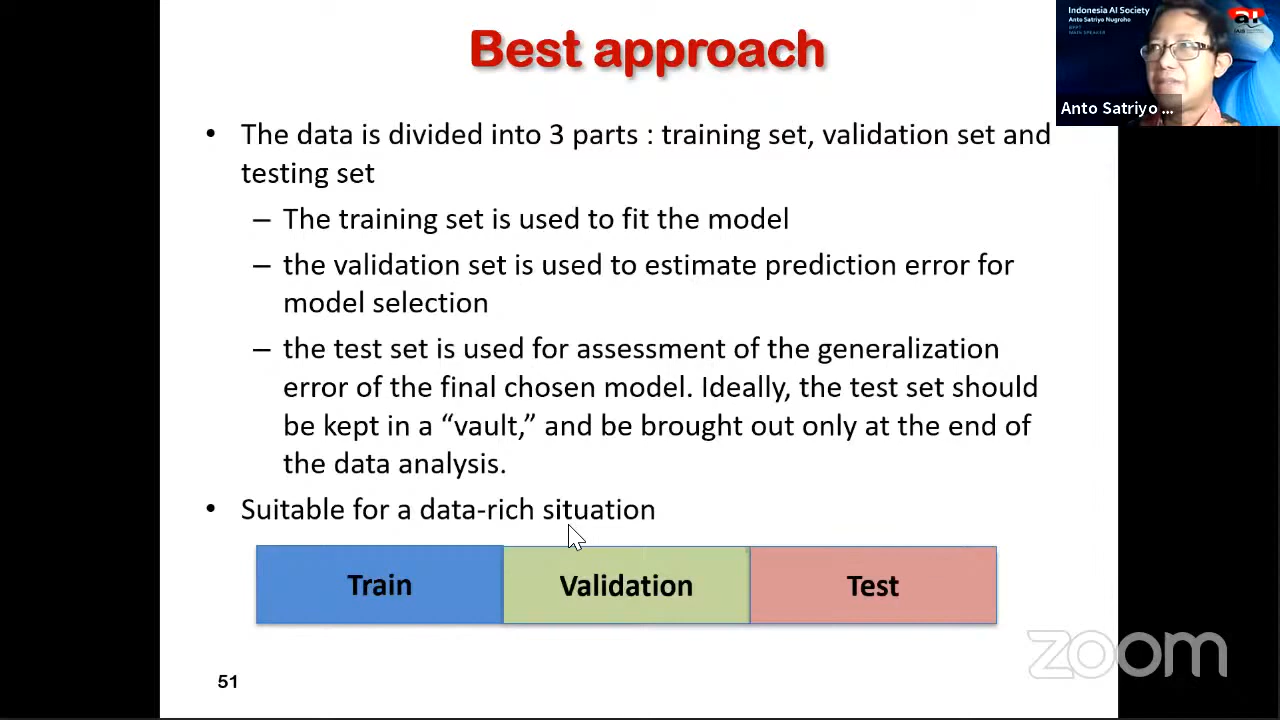 Best approach
Indonesia AI Society
Anto Satriyo Nugroho
BPPT
MAIN SPEAKER
ai
IAIS
Anto Satriyo ...
• The data is divided into 3 parts : training set, validation set and
testing set
– The training set is used to fit the model
– the validation set is used to estimate prediction error for
model selection
– the test set is used for assessment of the generalization
error of the final chosen model. Ideally, the test set should
be kept in a “vault,” and be brought out only at the end of
the data analysis.
• Suitable for a data-rich situation
Train
Validation
Test
zoom
51